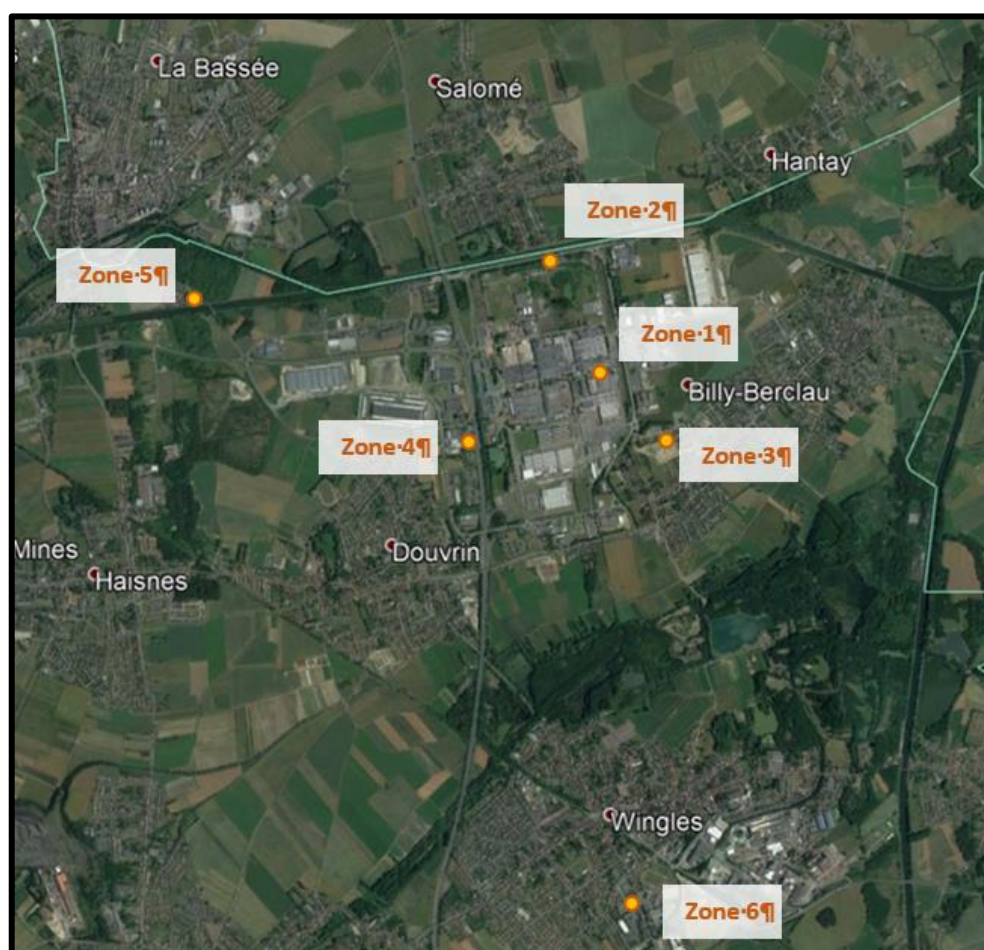 La Bassée
Salomé
Hantay
Zone·2¶
Zone·5¶
Zone·1¶
Billy-Berclau
Zone·4¶
Zone·3¶
Douvrin
Mines
Haisnes
Wingles
Zone·6¶